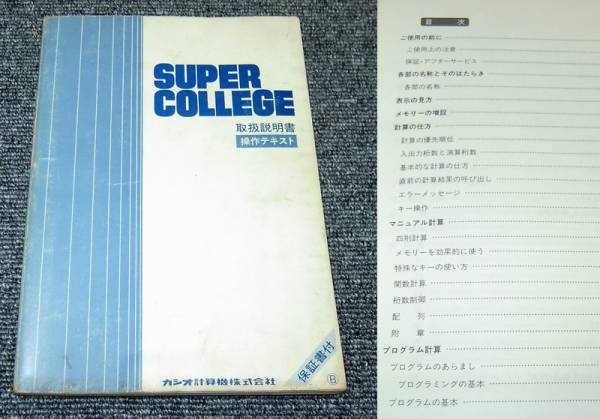 SUPER
COLLEGE
取扱説明書
操作テキスト
保証書付
カシオ計算機株式会社
B
目 次
ご使用の前に
ご使用上の注意
保証・アフターサービス
各部の名称とそのはたらき
各部の名称
表示の見方
メモリーの増設
計算の仕方
計算の優先順位
入出力桁数と演算桁数
基本的な計算の仕方
直前の計算結果の呼び出し
エラーメッセージ
キー操作
マニュアル計算
四則計算
メモリーを効果的に使う
特殊なキーの使い方
関数計算
桁数制御
配 列
附 章
プログラム計算
プログラムのあらまし
プログラミングの基本
プログラムの基本